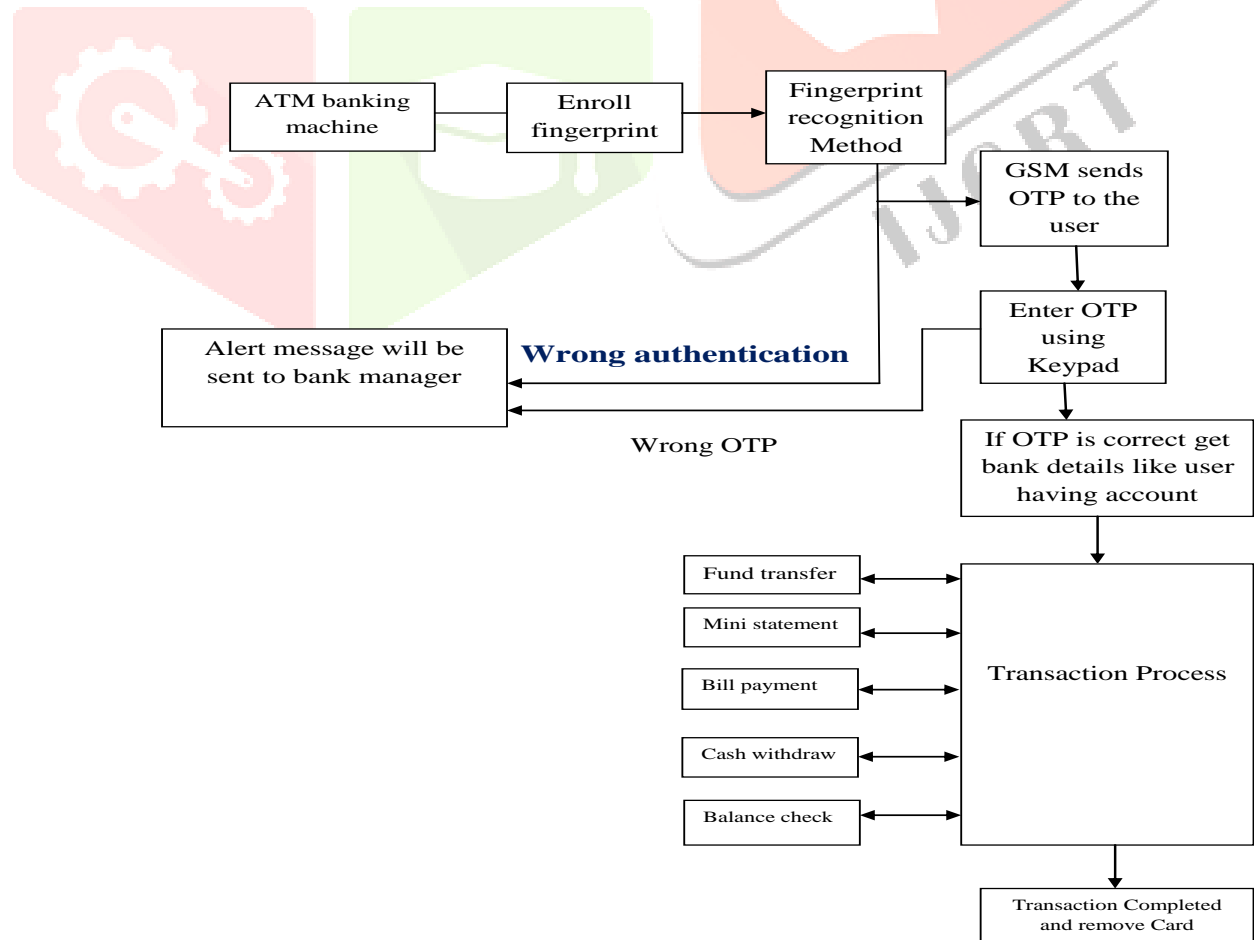 ATM banking
machine
Enroll
fingerprint
Fingerprint
recognition
Method
GSM sends
OTP to the
user
Enter OTP
using
Keypad
Alert message will be
sent to bank manager
Wrong authentication
Wrong OTP
If OTP is correct get
bank details like user
having account
Fund transfer
Mini statement
Bill payment
Cash withdraw
Balance check
Transaction Process
Transaction Completed
and remove Card
IJCRT